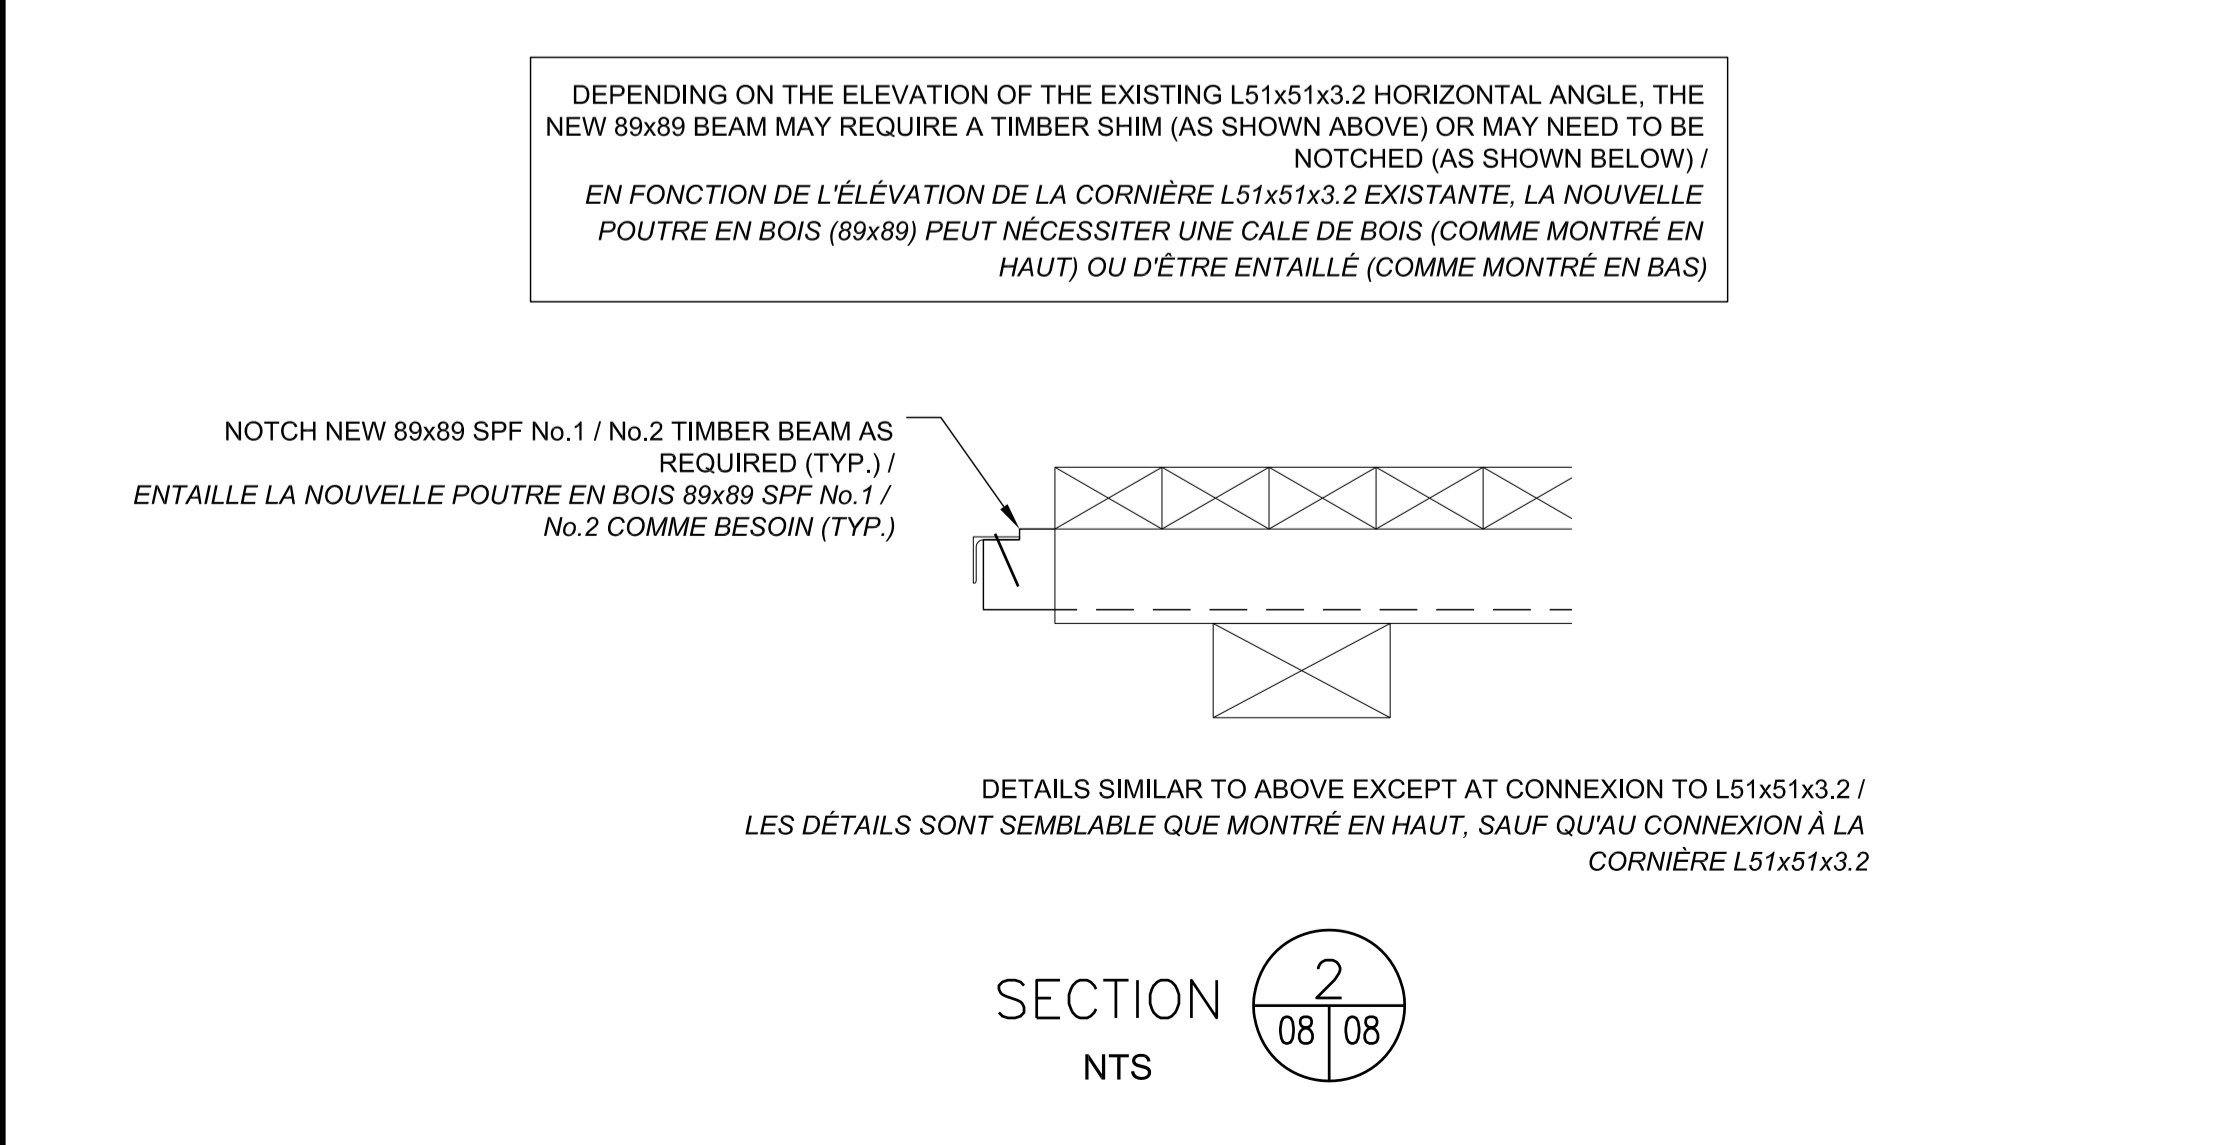 DEPENDING ON THE ELEVATION OF THE EXISTING L51x51x3.2 HORIZONTAL ANGLE, THE
NEW 89x89 BEAM MAY REQUIRE A TIMBER SHIM (AS SHOWN ABOVE) OR MAY NEED TO BE
NOTCHED (AS SHOWN BELOW) /
EN FONCTION DE L'ÉLÉVATION DE LA CORNIÈRE L51x51x3.2 EXISTANTE, LA NOUVELLE
POUTRE EN BOIS (89x89) PEUT NÉCESSITER UNE CALE DE BOIS (COMME MONTRÉ EN
HAUT) OU D'ÊTRE ENTAILLÉ (COMME MONTRÉ EN BAS)
NOTCH NEW 89x89 SPF No.1 / No.2 TIMBER BEAM AS
REQUIRED (TYP.) /
ENTAILLE LA NOUVELLE POUTRE EN BOIS 89x89 SPF No.1 /
No.2 COMME BESOIN (TYP.)
DETAILS SIMILAR TO ABOVE EXCEPT AT CONNEXION TO L51x51x3.2 /
LES DÉTAILS SONT SEMBLABLE QUE MONTRÉ EN HAUT, SAUF QU'AU CONNEXION À LA
CORNIÈRE L51x51x3.2
SECTION
NTS
2
08 08